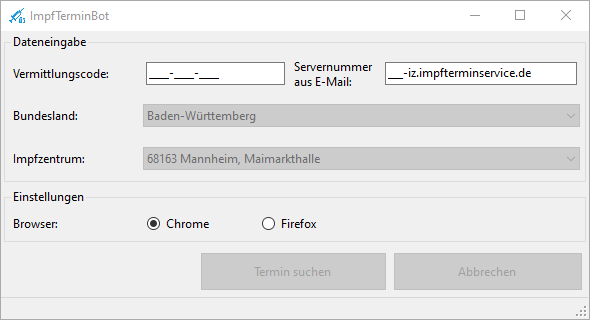 ImpfTerminBot
Dateneingabe
Vermittlungscode: ____-____-____ Servernummer aus E-Mail: ___-iz.impfterminservice.de
Bundesland: Baden-Württemberg
Impfzentrum: 68163 Mannheim, Maimarkthalle
Einstellungen
Browser: Chrome Firefox
Termin suchen Abbrechen